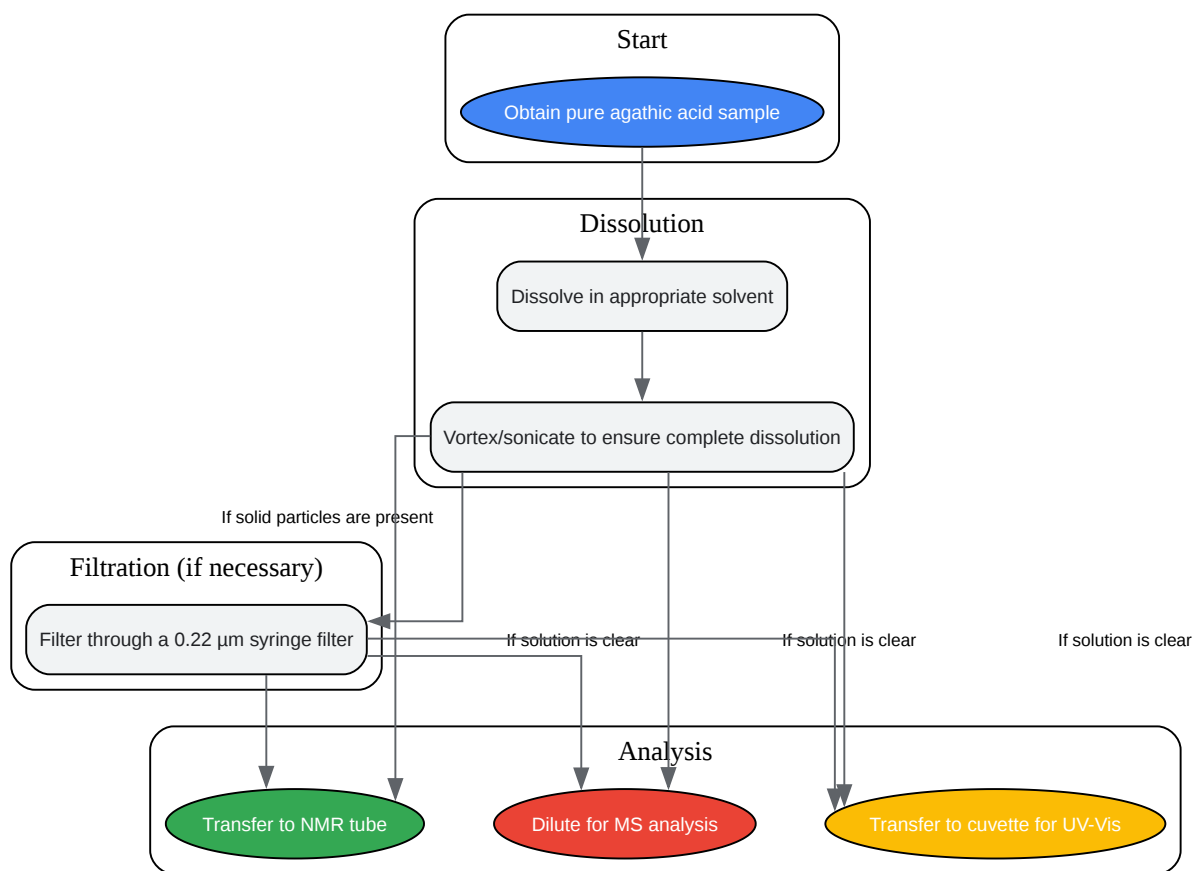 Start
Obtain pure agathic acid sample
Dissolution
Dissolve in appropriate solvent
Vortex/sonicate to ensure complete dissolution
If solid particles are present
Filtration (if necessary)
Filter through a 0.22 µm syringe filter
If solution is clear
If solution is clear
If solution is clear
Analysis
Transfer to NMR tube
Dilute for MS analysis
Transfer to cuvette for UV-Vis